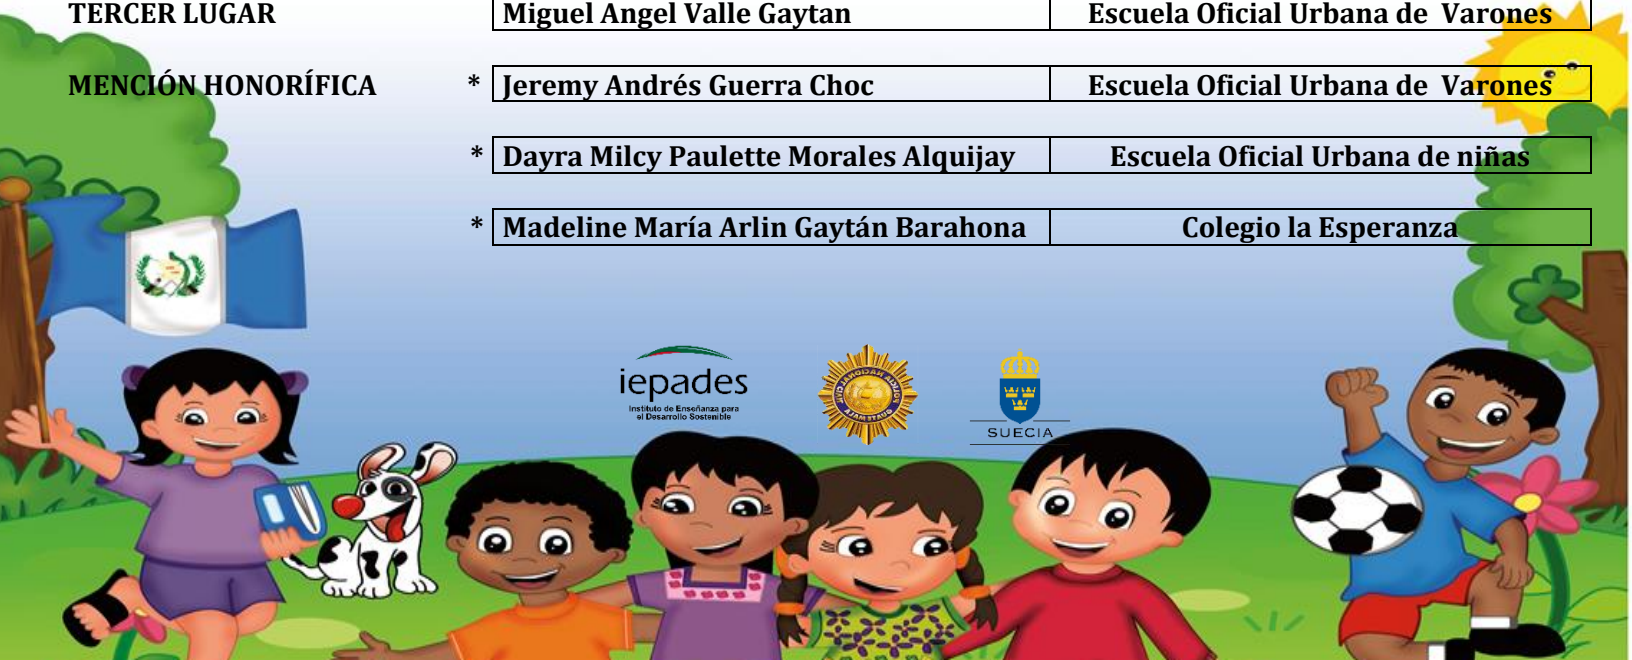 TERCER LUGAR Miguel Angel Valle Gaytan Escuela Oficial Urbana de Varones
MENCIÓN HONORÍFICA * Jeremy Andrés Guerra Choc Escuela Oficial Urbana de Varones
* Dayra Milcy Paulette Morales Alquijay Escuela Oficial Urbana de niñas
* Madeline María Arlin Gaytán Barahona Colegio la Esperanza
iepades
Instituto de Enseñanza para
el Desarrollo Sostenible
SUECIA